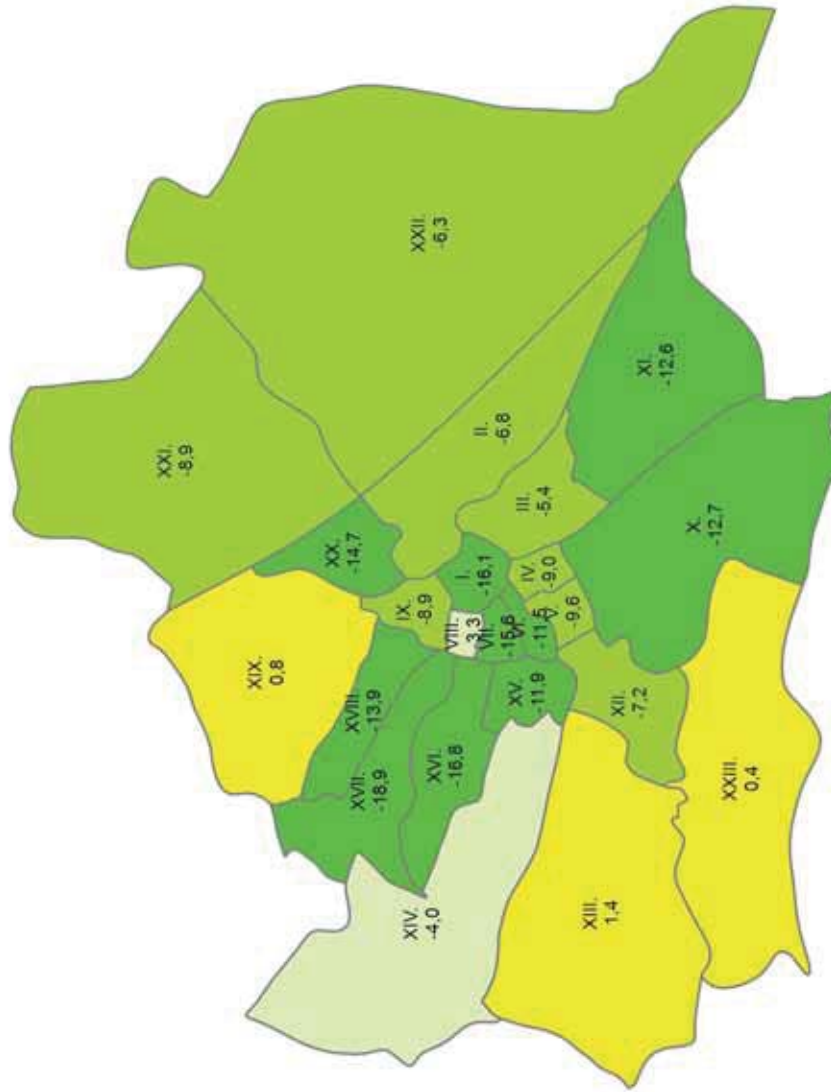 XXI.
-8,9
XIX.
0,8
XX.
-14,7
XVIII.
-13,9
XVII.
-18,9
IX.
-8,9
XIV.
-4,0
XXII.
-6,3
XVI.
-16,8
VIII.
3,3
I.
-16,1
II.
-6,8
VII.
-15,6
XV.
-11,9
VI.
-11,5
III.
-5,4
IV.
-9,0
V.
-9,6
XIII.
1,4
XII.
-7,2
XI.
-12,6
X.
-12,7
XXIII.
0,4